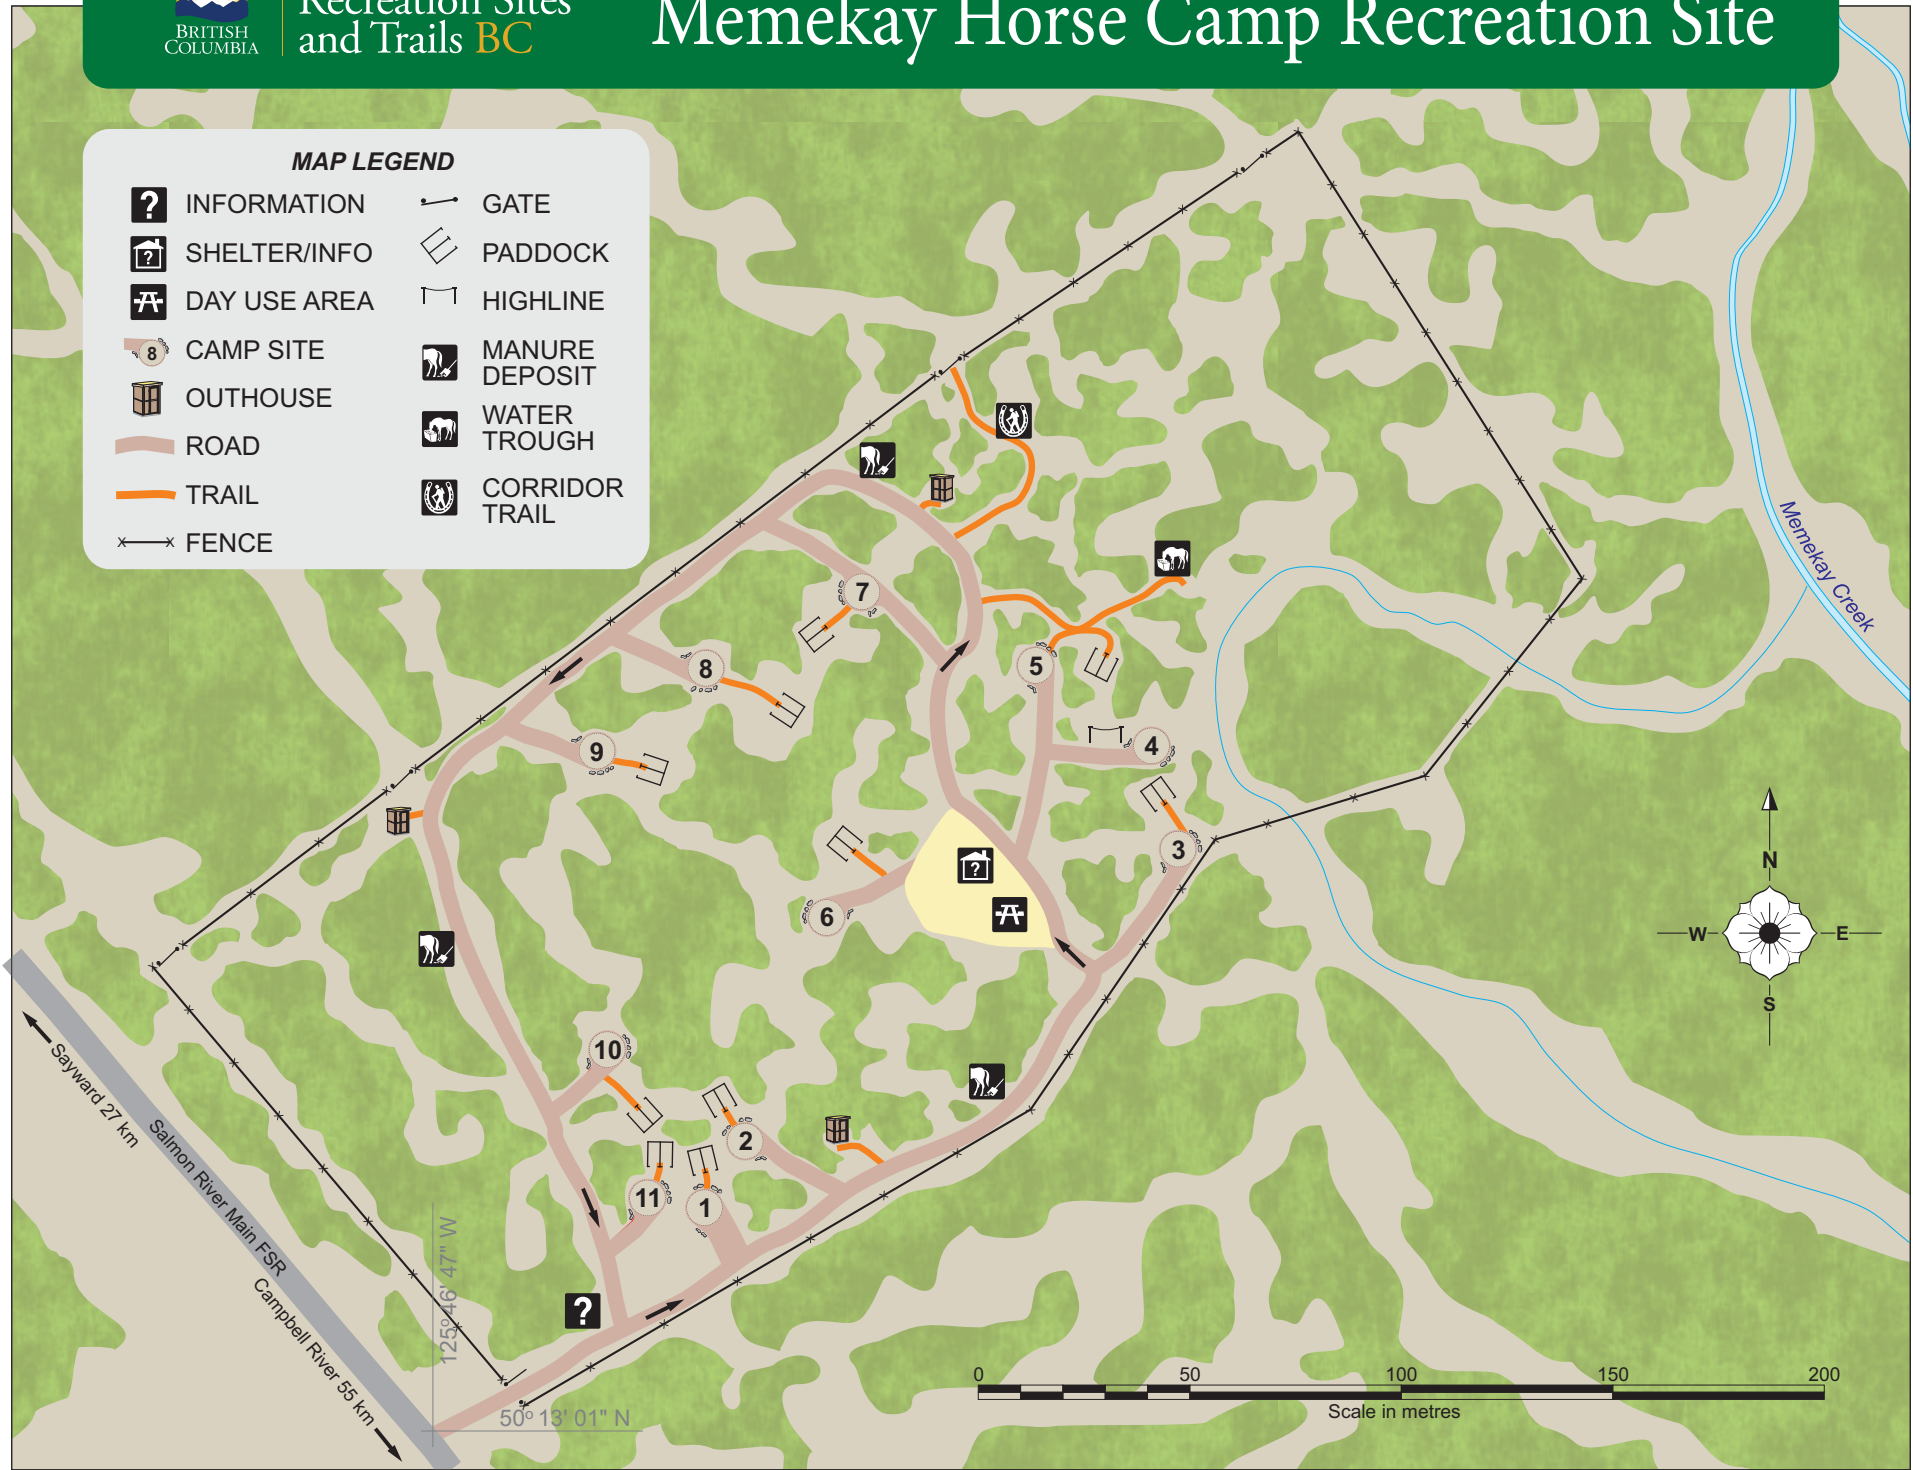 BRITISH
COLUMBIA
Recreation Sites
and Trails BC
Memekay Horse Camp Recreation Site
MAP LEGEND
? INFORMATION
? SHELTER/INFO
DAY USE AREA
8 CAMP SITE
OUTHOUSE
ROAD
TRAIL
FENCE
GATE
PADDOCK
HIGHLINE
MANURE
DEPOSIT
WATER
TROUGH
CORRIDOR
TRAIL
Memekay Creek
7
8
5
9
4
3
?
6
10
2
11
1
?
N
W
E
S
Sayward 27 km
Salmon River Main FSR
Campbell River 55 km
125º 46' 47" W
50º 13' 01" N
0 50 100 150 200
Scale in metres